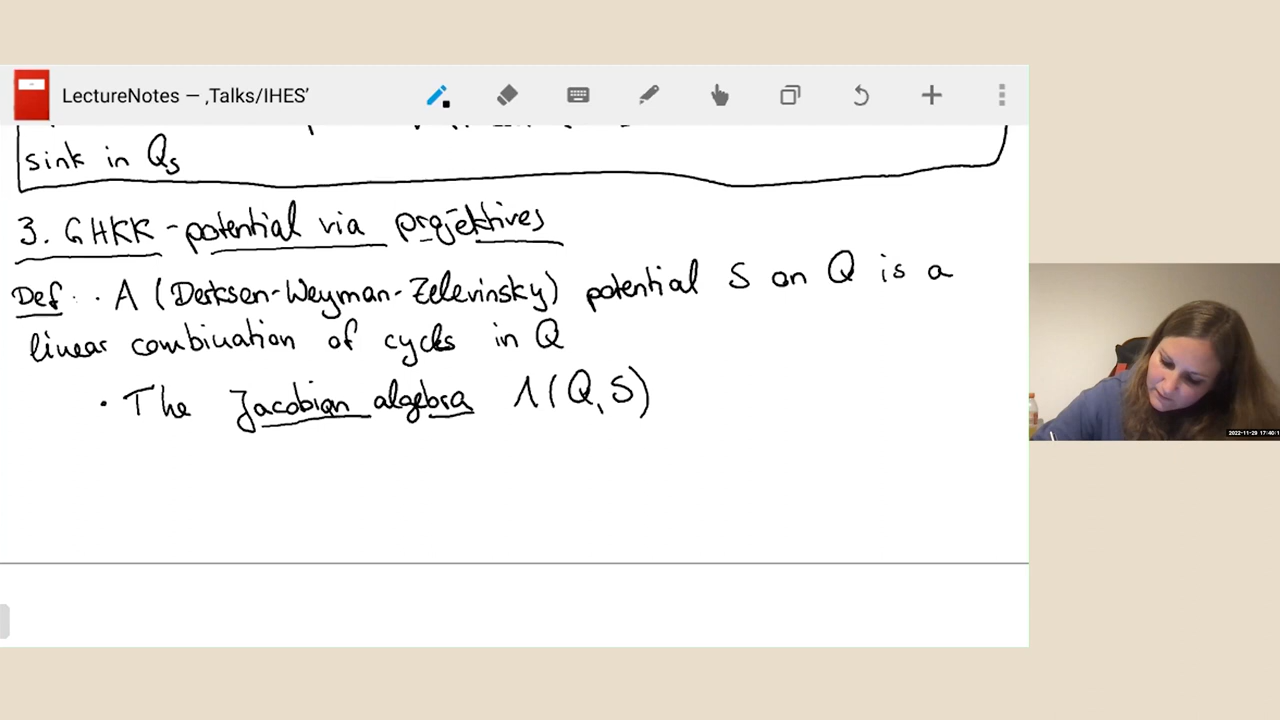 LectureNotes — ‚Talks/IHES’
sink in Qs
3. GHKK-potential via projektives
Def: · A (Derksen-Weyman-Zelevinsky) potential S on Q is a
linear combination of cycls in Q
· The Jacobian algebra Λ(Q,S)